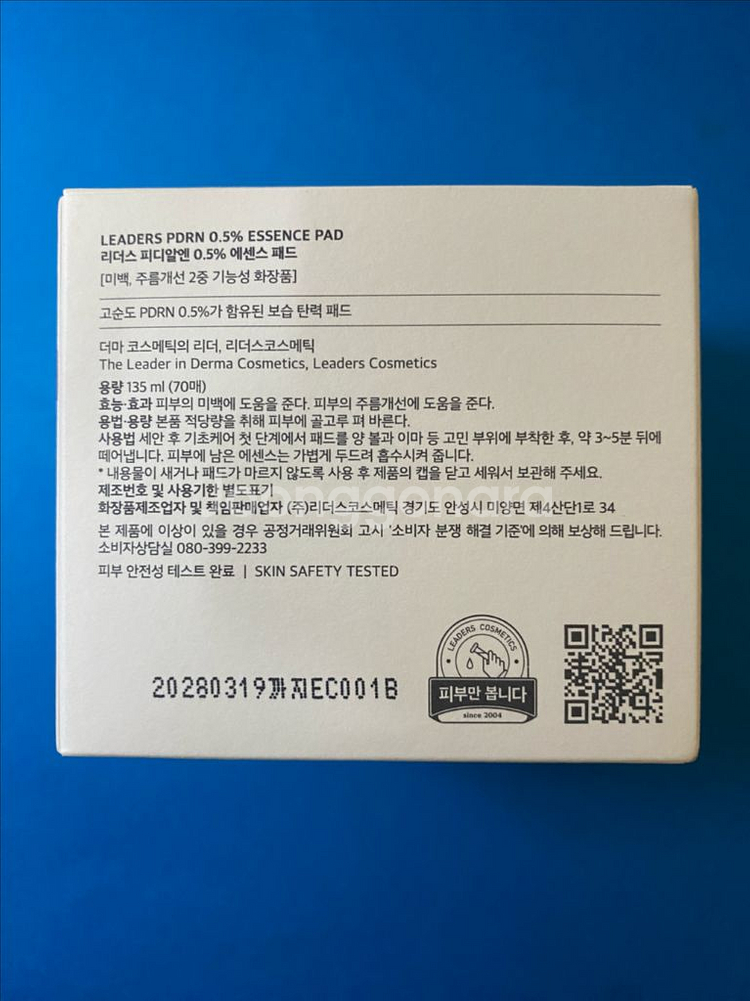 LEADERS PDRN 0.5% ESSENCE PAD
리더스 피디알엔 0.5% 에센스 패드
[미백, 주름개선 2중 기능성 화장품]
고순도 PDRN 0.5%가 함유된 보습 탄력 패드
더마 코스메틱의 리더, 리더스코스메틱
The Leader in Derma Cosmetics, Leaders Cosmetics
용량 135 ml (70매)
효능·효과 피부의 미백에 도움을 준다. 피부의 주름개선에 도움을 준다.
용법·용량 본품 적당량을 취해 피부에 골고루 펴 바른다.
사용법 세안 후 기초케어 첫 단계에서 패드를 양 볼과 이마 등 고민 부위에 부착한 후, 약 3~5분 뒤에
떼어냅니다. 피부에 남은 에센스는 가볍게 두드려 흡수시켜 줍니다.
* 내용물이 새거나 패드가 마르지 않도록 사용 후 제품의 캡을 닫고 세워서 보관해 주세요.
제조번호 및 사용기한 별도표기
화장품제조업자 및 책임판매업자 (주)리더스코스메틱 경기도 안성시 미양면 제4산단1로 34
본 제품에 이상이 있을 경우 공정거래위원회 고시 '소비자 분쟁 해결 기준'에 의해 보상해 드립니다.
소비자상담실 080-399-2233
피부 안전성 테스트 완료 | SKIN SAFETY TESTED
LEADERS COSMETICS
피부만 봅니다
since 2004
20280319까지EC001B
joonggonara